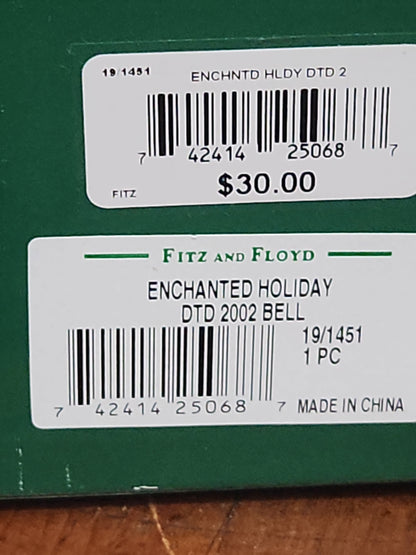 19/1451 ENCHNTD HLDY DTD 2
7 42414 25068 7
FITZ $30.00
FITZ AND FLOYD
ENCHANTED HOLIDAY
DTD 2002 BELL
19/1451
1 PC
7 42414 25068 7 MADE IN CHINA